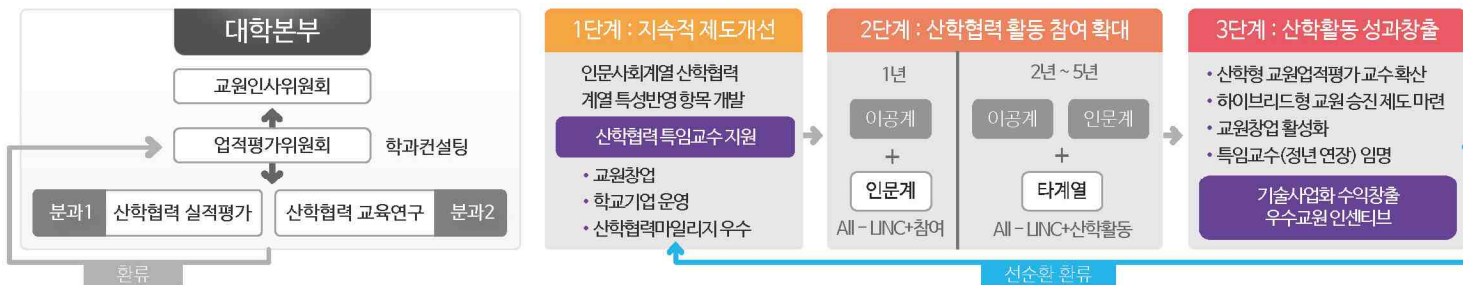 대학본부
교원인사위원회
업적평가위원회
학과컨설팅
분과1
산학협력 실적평가
산학협력 교육연구
분과2
환류
1단계 : 지속적 제도개선
인문사회계열 산학협력
계열 특성반영 항목 개발
산학협력 특임교수 지원
• 교원창업
• 학교기업 운영
• 산학협력마일리지 우수
2단계 : 산학협력 활동 참여 확대
1년
이공계
+
인문계
All – LINC+참여
2년 ~ 5년
이공계
인문계
+
타계열
All – LINC+산학활동
3단계 : 산학활동 성과창출
• 산학형 교원업적평가 교수 확산
• 하이브리드형 교원 승진 제도 마련
• 교원창업 활성화
• 특임교수(정년 연장) 임명
기술사업화 수익창출
우수교원 인센티브
선순환 환류